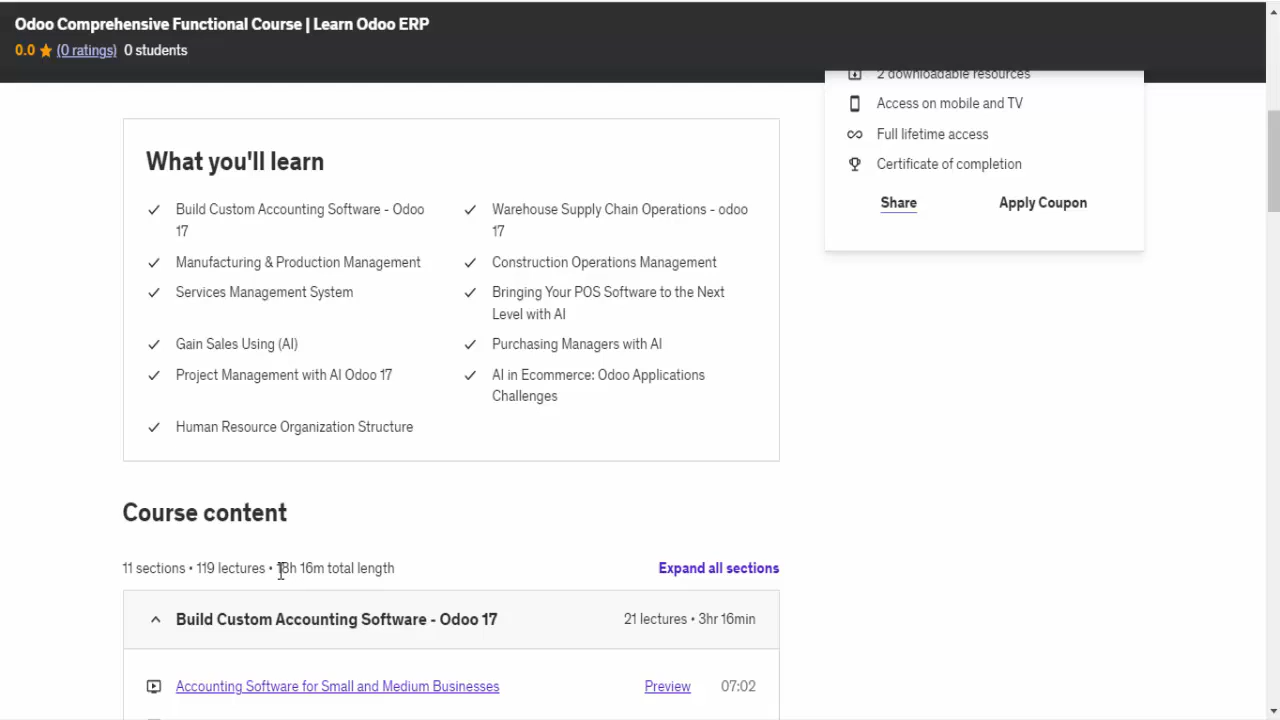 Odoo Comprehensive Functional Course | Learn Odoo ERP
0.0 (0 ratings) 0 students
2 downloadable resources
Access on mobile and TV
Full lifetime access
Certificate of completion
Share Apply Coupon
What you'll learn
Build Custom Accounting Software - Odoo
17
Warehouse Supply Chain Operations - odoo
17
Manufacturing & Production Management
Construction Operations Management
Services Management System
Bringing Your POS Software to the Next
Level with AI
Gain Sales Using (AI)
Purchasing Managers with AI
Project Management with AI Odoo 17
AI in Ecommerce: Odoo Applications
Challenges
Human Resource Organization Structure
Course content
11 sections • 119 lectures • 18h 16m total length
Expand all sections
Build Custom Accounting Software - Odoo 17
21 lectures • 3hr 16min
Accounting Software for Small and Medium Businesses
Preview 07:02